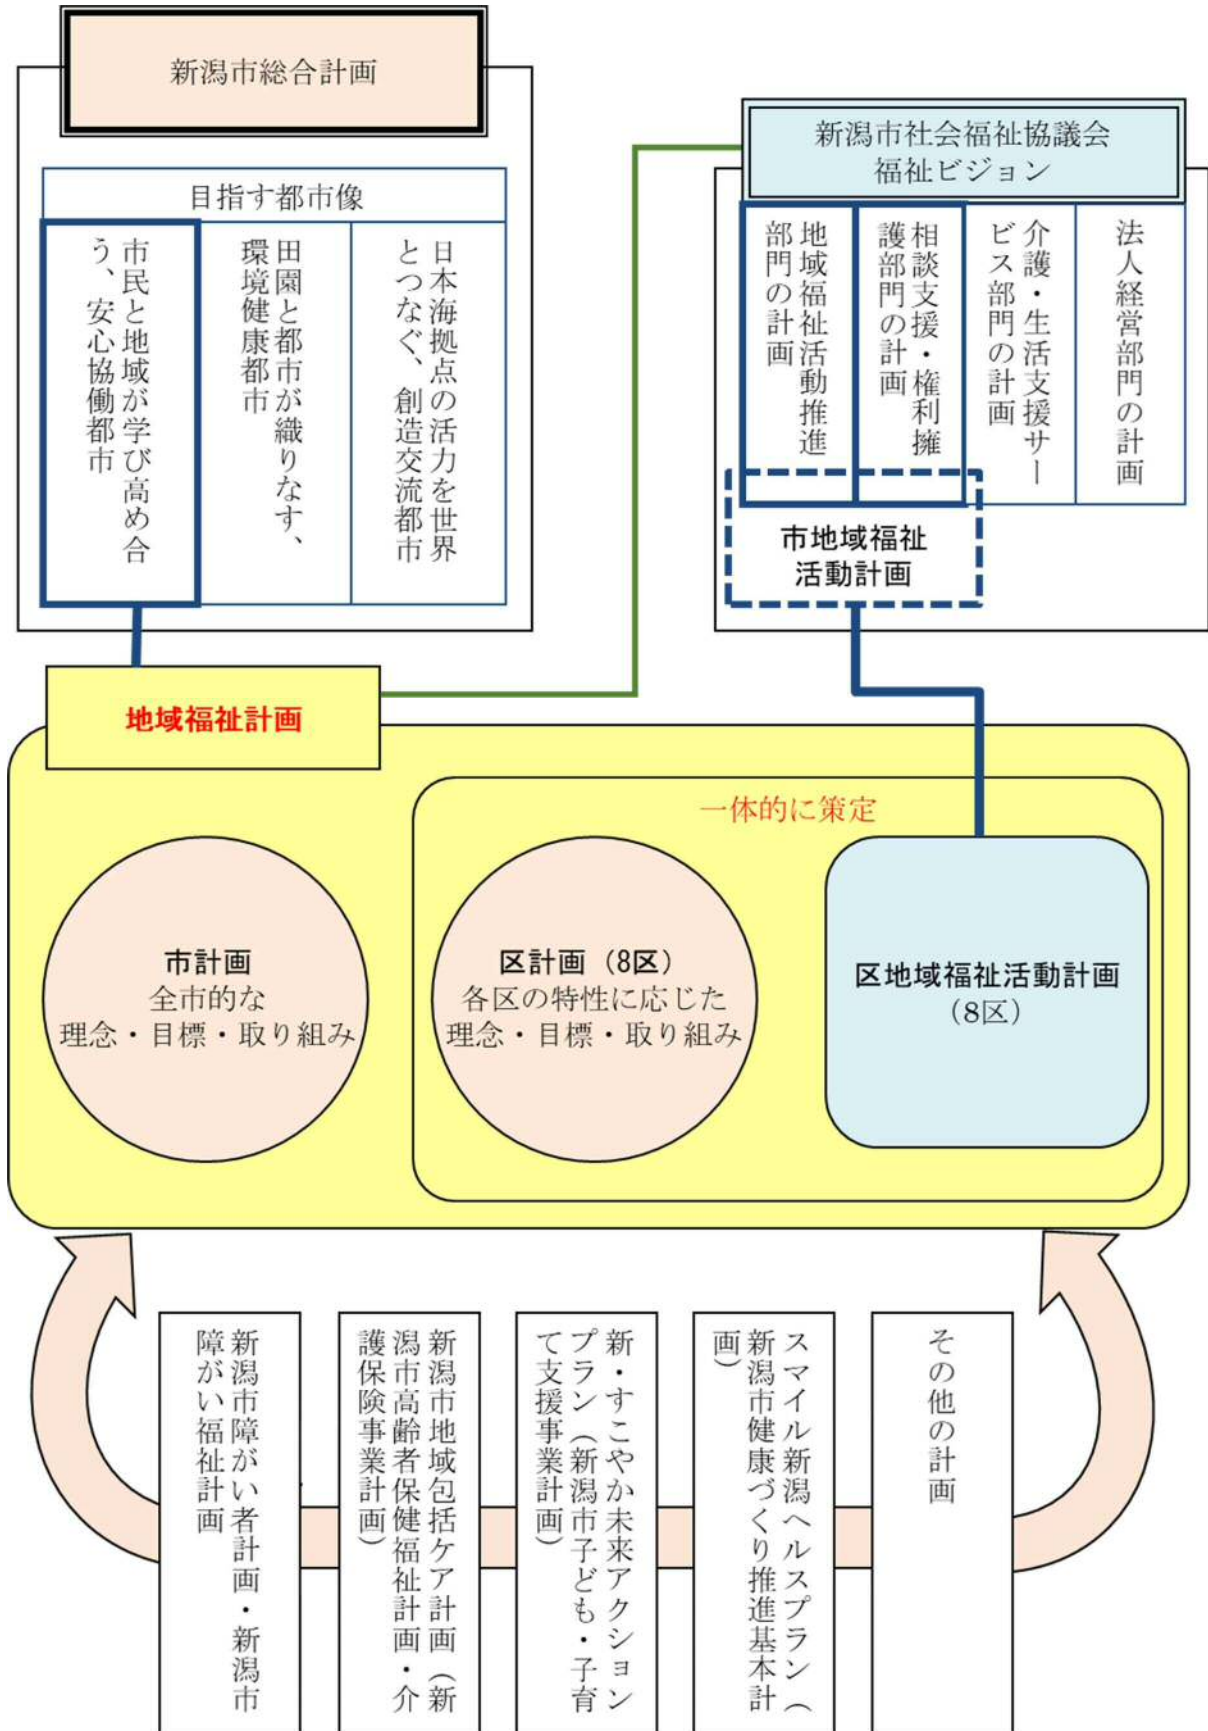 新潟市総合計画
目指す都市像
市民と地域が学び高め合
う、安心協働都市
田園と都市が織りなす、
環境健康都市
日本海拠点の活力を世界
とつなぐ、創造交流都市
新潟市社会福祉協議会
福祉ビジョン
地域福祉活動推進
部門の計画
相談支援・権利擁
護部門の計画
介護・生活支援サー
ビス部門の計画
法人経営部門の計画
市地域福祉
活動計画
地域福祉計画
一体的に策定
市計画
全市的な
理念・目標・取り組み
区計画（8区）
各区の特性に応じた
理念・目標・取り組み
区地域福祉活動計画
（8区）
新潟市障がい者計画・新潟市
障がい福祉計画
新潟市地域包括ケア計画（新
潟市高齢者保健福祉計画・介
護保険事業計画）
新・すこやか未来アクション
プラン（新潟市子ども・子育
て支援事業計画）
スマイル新潟ヘルスプラン（
新潟市健康づくり推進基本計
画）
その他の計画